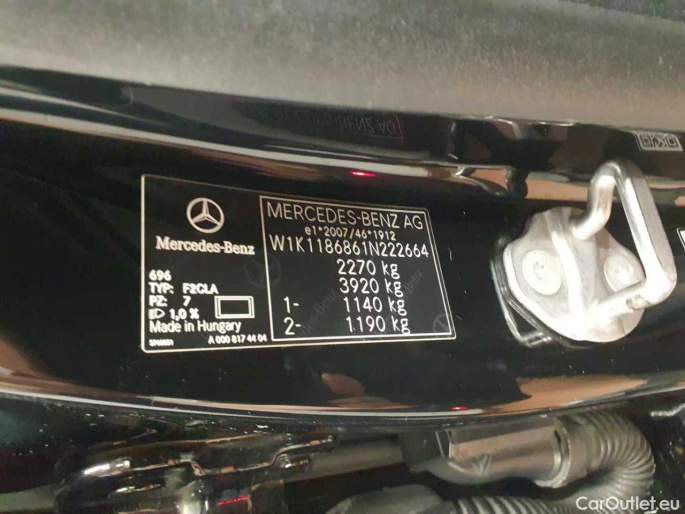 Mercedes-Benz
696
TYP: F2CLA
PZ: 7
1,0 %
Made in Hungary
A 000 817 44 04
MERCEDES-BENZ AG
e1*2007/46*1912
W1K1186861N222664
2270 kg
3920 kg
1- 1140 kg
2- 1190 kg
CarOutlet.eu